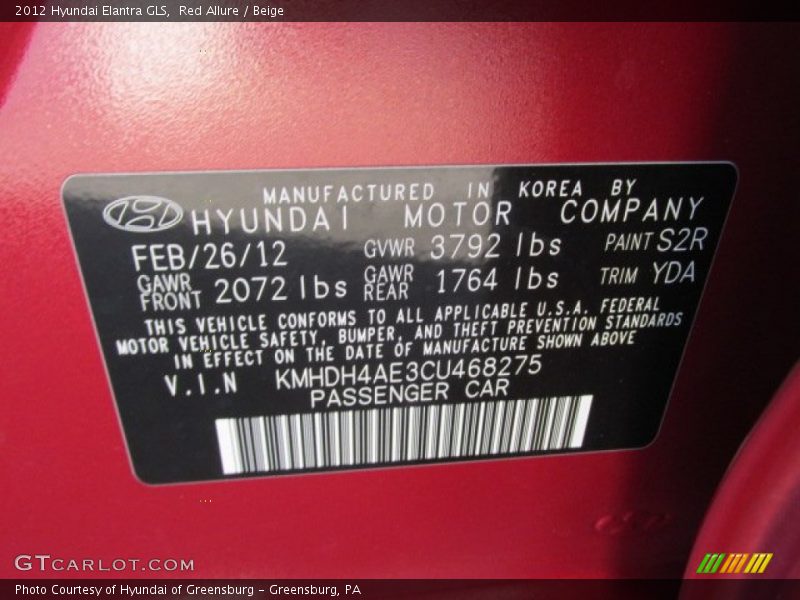 2012 Hyundai Elantra GLS, Red Allure / Beige
MANUFACTURED IN KOREA BY
HYUNDAI MOTOR COMPANY
FEB/26/12 GVWR 3792 lbs PAINT S2R
GAWR FRONT 2072 lbs GAWR REAR 1764 lbs TRIM YDA
THIS VEHICLE CONFORMS TO ALL APPLICABLE U.S.A. FEDERAL
MOTOR VEHICLE SAFETY, BUMPER, AND THEFT PREVENTION STANDARDS
IN EFFECT ON THE DATE OF MANUFACTURE SHOWN ABOVE
V.I.N KMHDH4AE3CU468275
PASSENGER CAR
GTCARLOT.COM
Photo Courtesy of Hyundai of Greensburg - Greensburg, PA